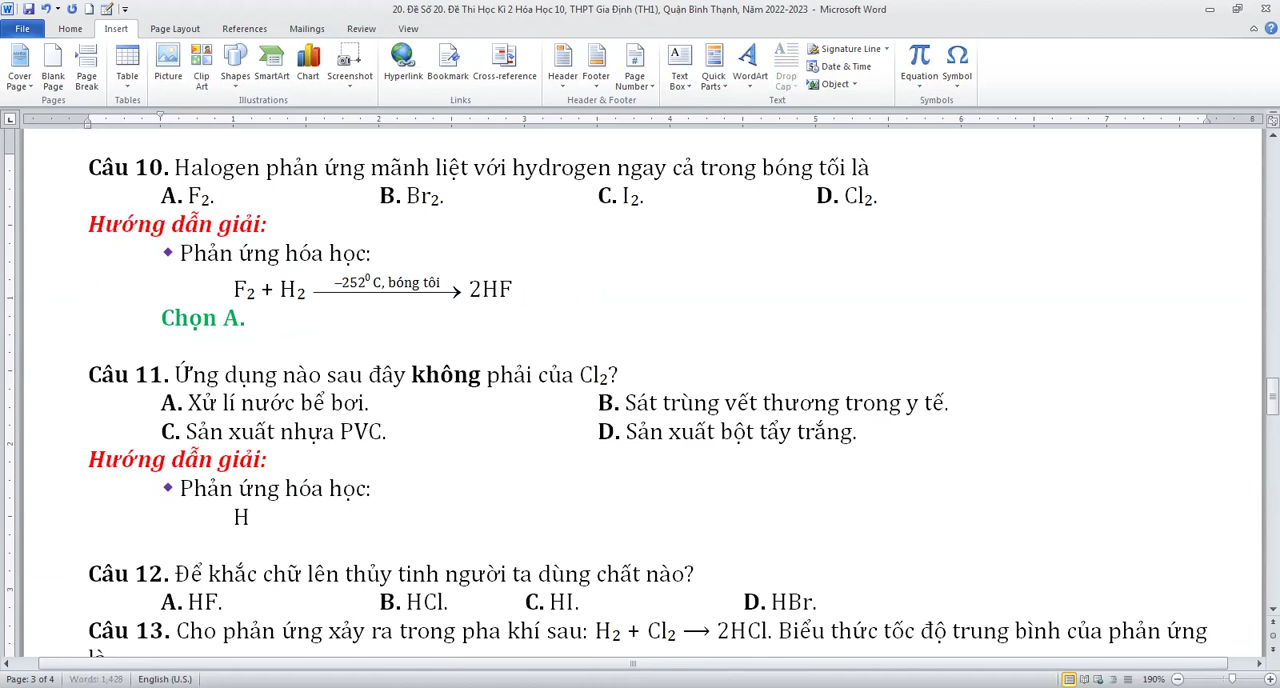 20. Đề Số 20. Đề Thi Học Kì 2 Hóa Học 10, THPT Gia Định (TH1), Quận Bình Thạnh, Năm 2022-2023 - Microsoft Word
File Home Insert Page Layout References Mailings Review View
Cover Page Blank Page Page Break Table Picture Clip Art Shapes SmartArt Chart Screenshot Hyperlink Bookmark Cross-reference Header Footer Page Number Text Box Quick Parts WordArt Drop Cap Signature Line Date & Time Object Equation Symbol
Pages Tables Illustrations Links Header & Footer Text Symbols
1 2 3 4 5 6 7 8
Câu 10. Halogen phản ứng mãnh liệt với hydrogen ngay cả trong bóng tối là
A. F₂. B. Br₂. C. I₂. D. Cl₂.
Hướng dẫn giải:
Phản ứng hóa học:
F₂ + H₂ –252⁰ C, bóng tôi → 2HF
Chọn A.
Câu 11. Ứng dụng nào sau đây không phải của Cl₂?
A. Xử lí nước bể bơi. B. Sát trùng vết thương trong y tế.
C. Sản xuất nhựa PVC. D. Sản xuất bột tẩy trắng.
Hướng dẫn giải:
Phản ứng hóa học:
H
Câu 12. Để khắc chữ lên thủy tinh người ta dùng chất nào?
A. HF. B. HCl. C. HI. D. HBr.
Câu 13. Cho phản ứng xảy ra trong pha khí sau: H₂ + Cl₂ ⟶ 2HCl. Biểu thức tốc độ trung bình của phản ứng
là
Page: 3 of 4 Words: 1,428 English (U.S.) 190%